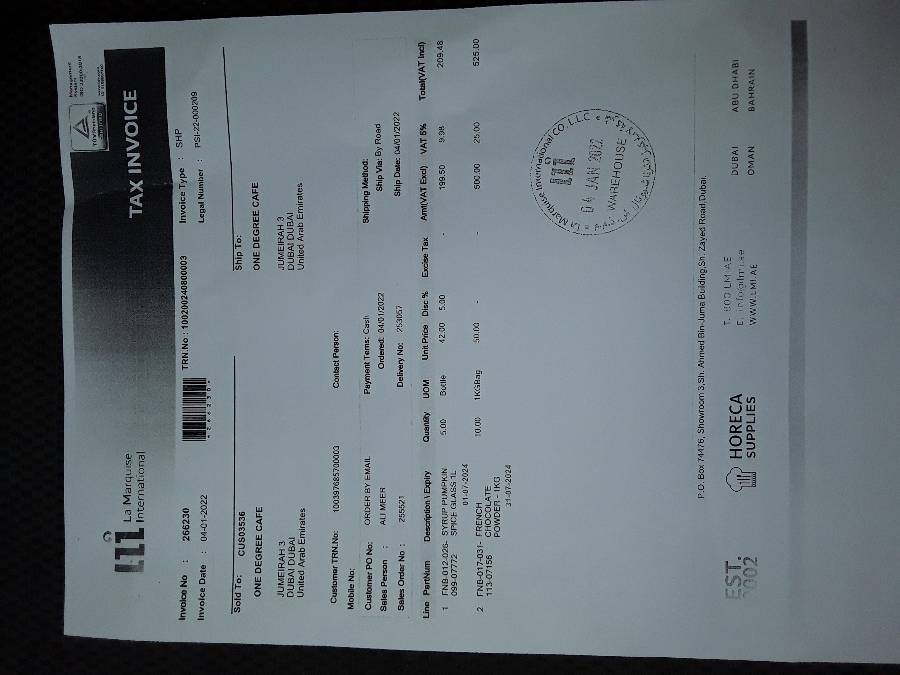 La Marquise
International
TAX INVOICE
Invoice No : 266230
TRN.No : 100200240800003
Invoice Type : SHP
Invoice Date : 04-01-2022
*266230*
Legal Number : PSI-22-000209
Sold To: CUS03536
Ship To:
ONE DEGREE CAFE
ONE DEGREE CAFE
JUMEIRAH 3
DUBAI DUBAI
United Arab Emirates
JUMEIRAH 3
DUBAI DUBAI
United Arab Emirates
Customer TRN.No: 100397685700003
Contact Person:
Mobile No:
Customer PO No: ORDER BY EMAIL
Payment Tems: Cash
Shipping Method:
Sales Person : ALI MEER
Ordered: 04/01/2022
Ship Via: By Road
Sales Order No : 255521
Delivery No: 253057
Ship Date: 04/01/2022
Line PartNum Description \ Expiry Quantity UOM Unit Price Disc % Excise Tax Amt(VAT Excl) VAT 5% Total(VAT Incl)
1 FNB-012-026- SYRUP PUMPKIN 5.00 Bottle 42.00 5.00 - 199.50 9.98 209.48
099-07772 SPICE GLASS 1L
01-07-2024
2 FNB-017-031- FRENCH 10.00 1KGBag 50.00 - - 500.00 25.00 525.00
113-07156 CHOCOLATE
POWDER - 1KG
31-07-2024
La Marquise International CO. L.L.C
04 JAN 2022
WAREHOUSE
P.O. Box 74476, Showroom 3,Sh. Ahmed Bin Juma Building,Sh. Zayed Road,Dubai.
EST.
2002
HORECA
SUPPLIES
T: 800 LMI AE
E: info@lmi.ae
WWW.LMI.AE
DUBAI ABU DHABI
OMAN BAHRAIN